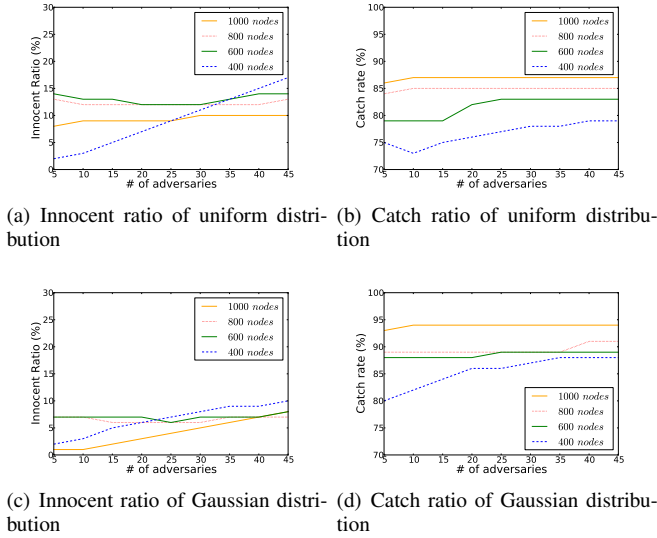 30
25
20
15
10
5
0
Innocent Ratio (%)
1000 nodes
800 nodes
600 nodes
400 nodes
5 10 15 20 25 30 35 40 45
# of adversaries
(a) Innocent ratio of uniform distri-
bution
100
95
90
85
80
75
70
Catch rate (%)
1000 nodes
800 nodes
600 nodes
400 nodes
5 10 15 20 25 30 35 40 45
# of adversaries
(b) Catch ratio of uniform distribu-
tion
30
25
20
15
10
5
0
Innocent Ratio (%)
1000 nodes
800 nodes
600 nodes
400 nodes
5 10 15 20 25 30 35 40 45
# of adversaries
(c) Innocent ratio of Gaussian distri-
bution
100
95
90
85
80
75
70
Catch rate (%)
1000 nodes
800 nodes
600 nodes
400 nodes
5 10 15 20 25 30 35 40 45
# of adversaries
(d) Catch ratio of Gaussian distribu-
tion